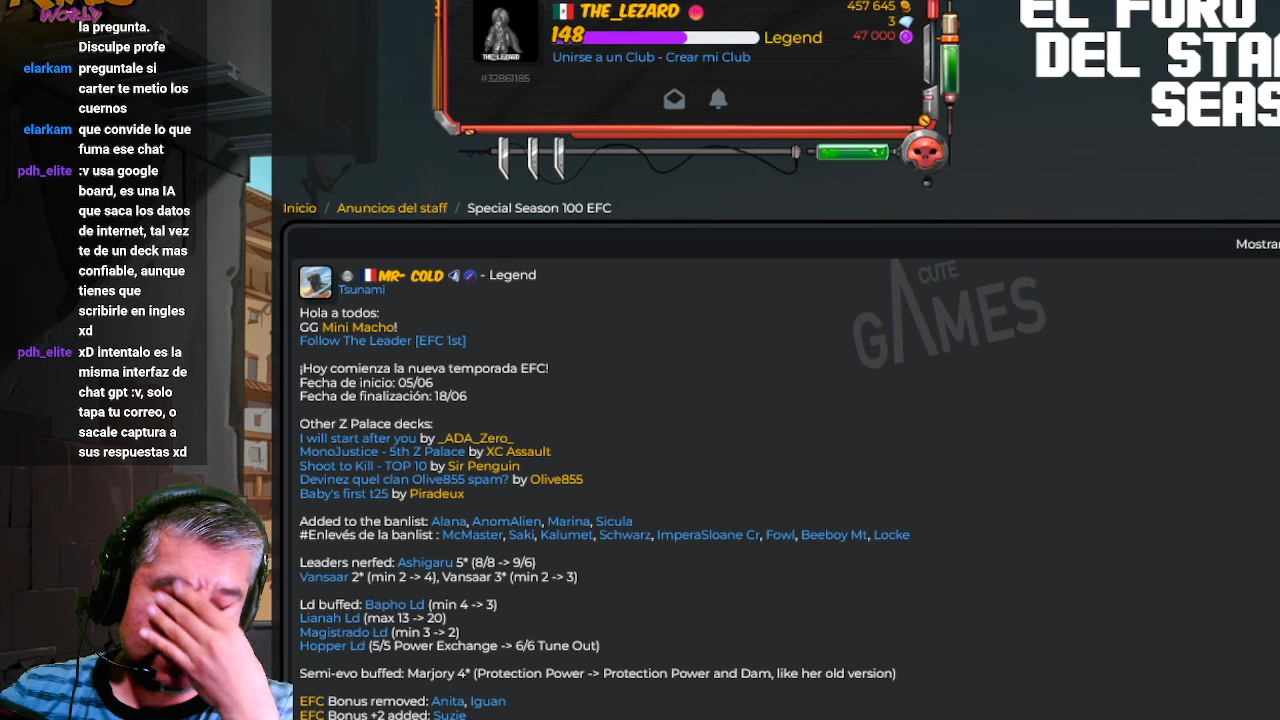 WORLD
la pregunta.
Disculpe profe
elarkam preguntale si
carter te metio los
cuernos
elarkam que convide lo que
fuma ese chat
pdh_elite :v usa google
board, es una IA
que saca los datos
de internet, tal vez
te de un deck mas
confiable, aunque
tienes que
scribirle en ingles
xd
pdh_elite xD intentalo es la
misma interfaz de
chat gpt :v, solo
tapa tu correo, o
sacale captura a
sus respuestas xd
THE_LEZARD
THE_LEZARD
148 Legend
Unirse a un Club - Crear mi Club
#32861185
457 645
3
47 000
EL FORO
DEL STA
SEAS
Inicio / Anuncios del staff / Special Season 100 EFC
Mostrar
MR- COLD - Legend
Tsunami
CUTE
GAMES
Hola a todos:
GG Mini Macho!
Follow The Leader [EFC 1st]
¡Hoy comienza la nueva temporada EFC!
Fecha de inicio: 05/06
Fecha de finalización: 18/06
Other Z Palace decks:
I will start after you by _ADA_Zero_
MonoJustice - 5th Z Palace by XC Assault
Shoot to Kill - TOP 10 by Sir Penguin
Devinez quel clan Olive855 spam? by Olive855
Baby's first t25 by Piradeux
Added to the banlist: Alana, AnomAlien, Marina, Sicula
#Enlevés de la banlist : McMaster, Saki, Kalumet, Schwarz, ImperaSloane Cr, Fowl, Beeboy Mt, Locke
Leaders nerfed: Ashigaru 5* (8/8 -> 9/6)
Vansaar 2* (min 2 -> 4), Vansaar 3* (min 2 -> 3)
Ld buffed: Bapho Ld (min 4 -> 3)
Lianah Ld (max 13 -> 20)
Magistrado Ld (min 3 -> 2)
Hopper Ld (5/5 Power Exchange -> 6/6 Tune Out)
Semi-evo buffed: Marjory 4* (Protection Power -> Protection Power and Dam, like her old version)
EFC Bonus removed: Anita, Iguan
EFC Bonus +2 added: Suzie